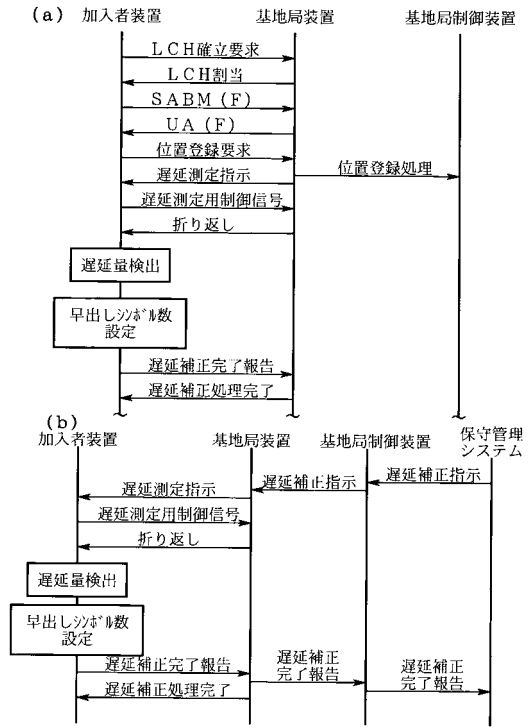 (a)
加入者装置
基地局装置
基地局制御装置
LCH確立要求
LCH割当
SABM(F)
UA(F)
位置登録要求
位置登録処理
遅延測定指示
遅延測定用制御信号
折り返し
遅延量検出
早出しシンボル数
設定
遅延補正完了報告
遅延補正処理完了
(b)
加入者装置
基地局装置
基地局制御装置
保守管理
システム
遅延補正指示
遅延補正指示
遅延測定指示
遅延測定用制御信号
折り返し
遅延量検出
早出しシンボル数
設定
遅延補正完了報告
遅延補正
完了報告
遅延補正
完了報告
遅延補正処理完了